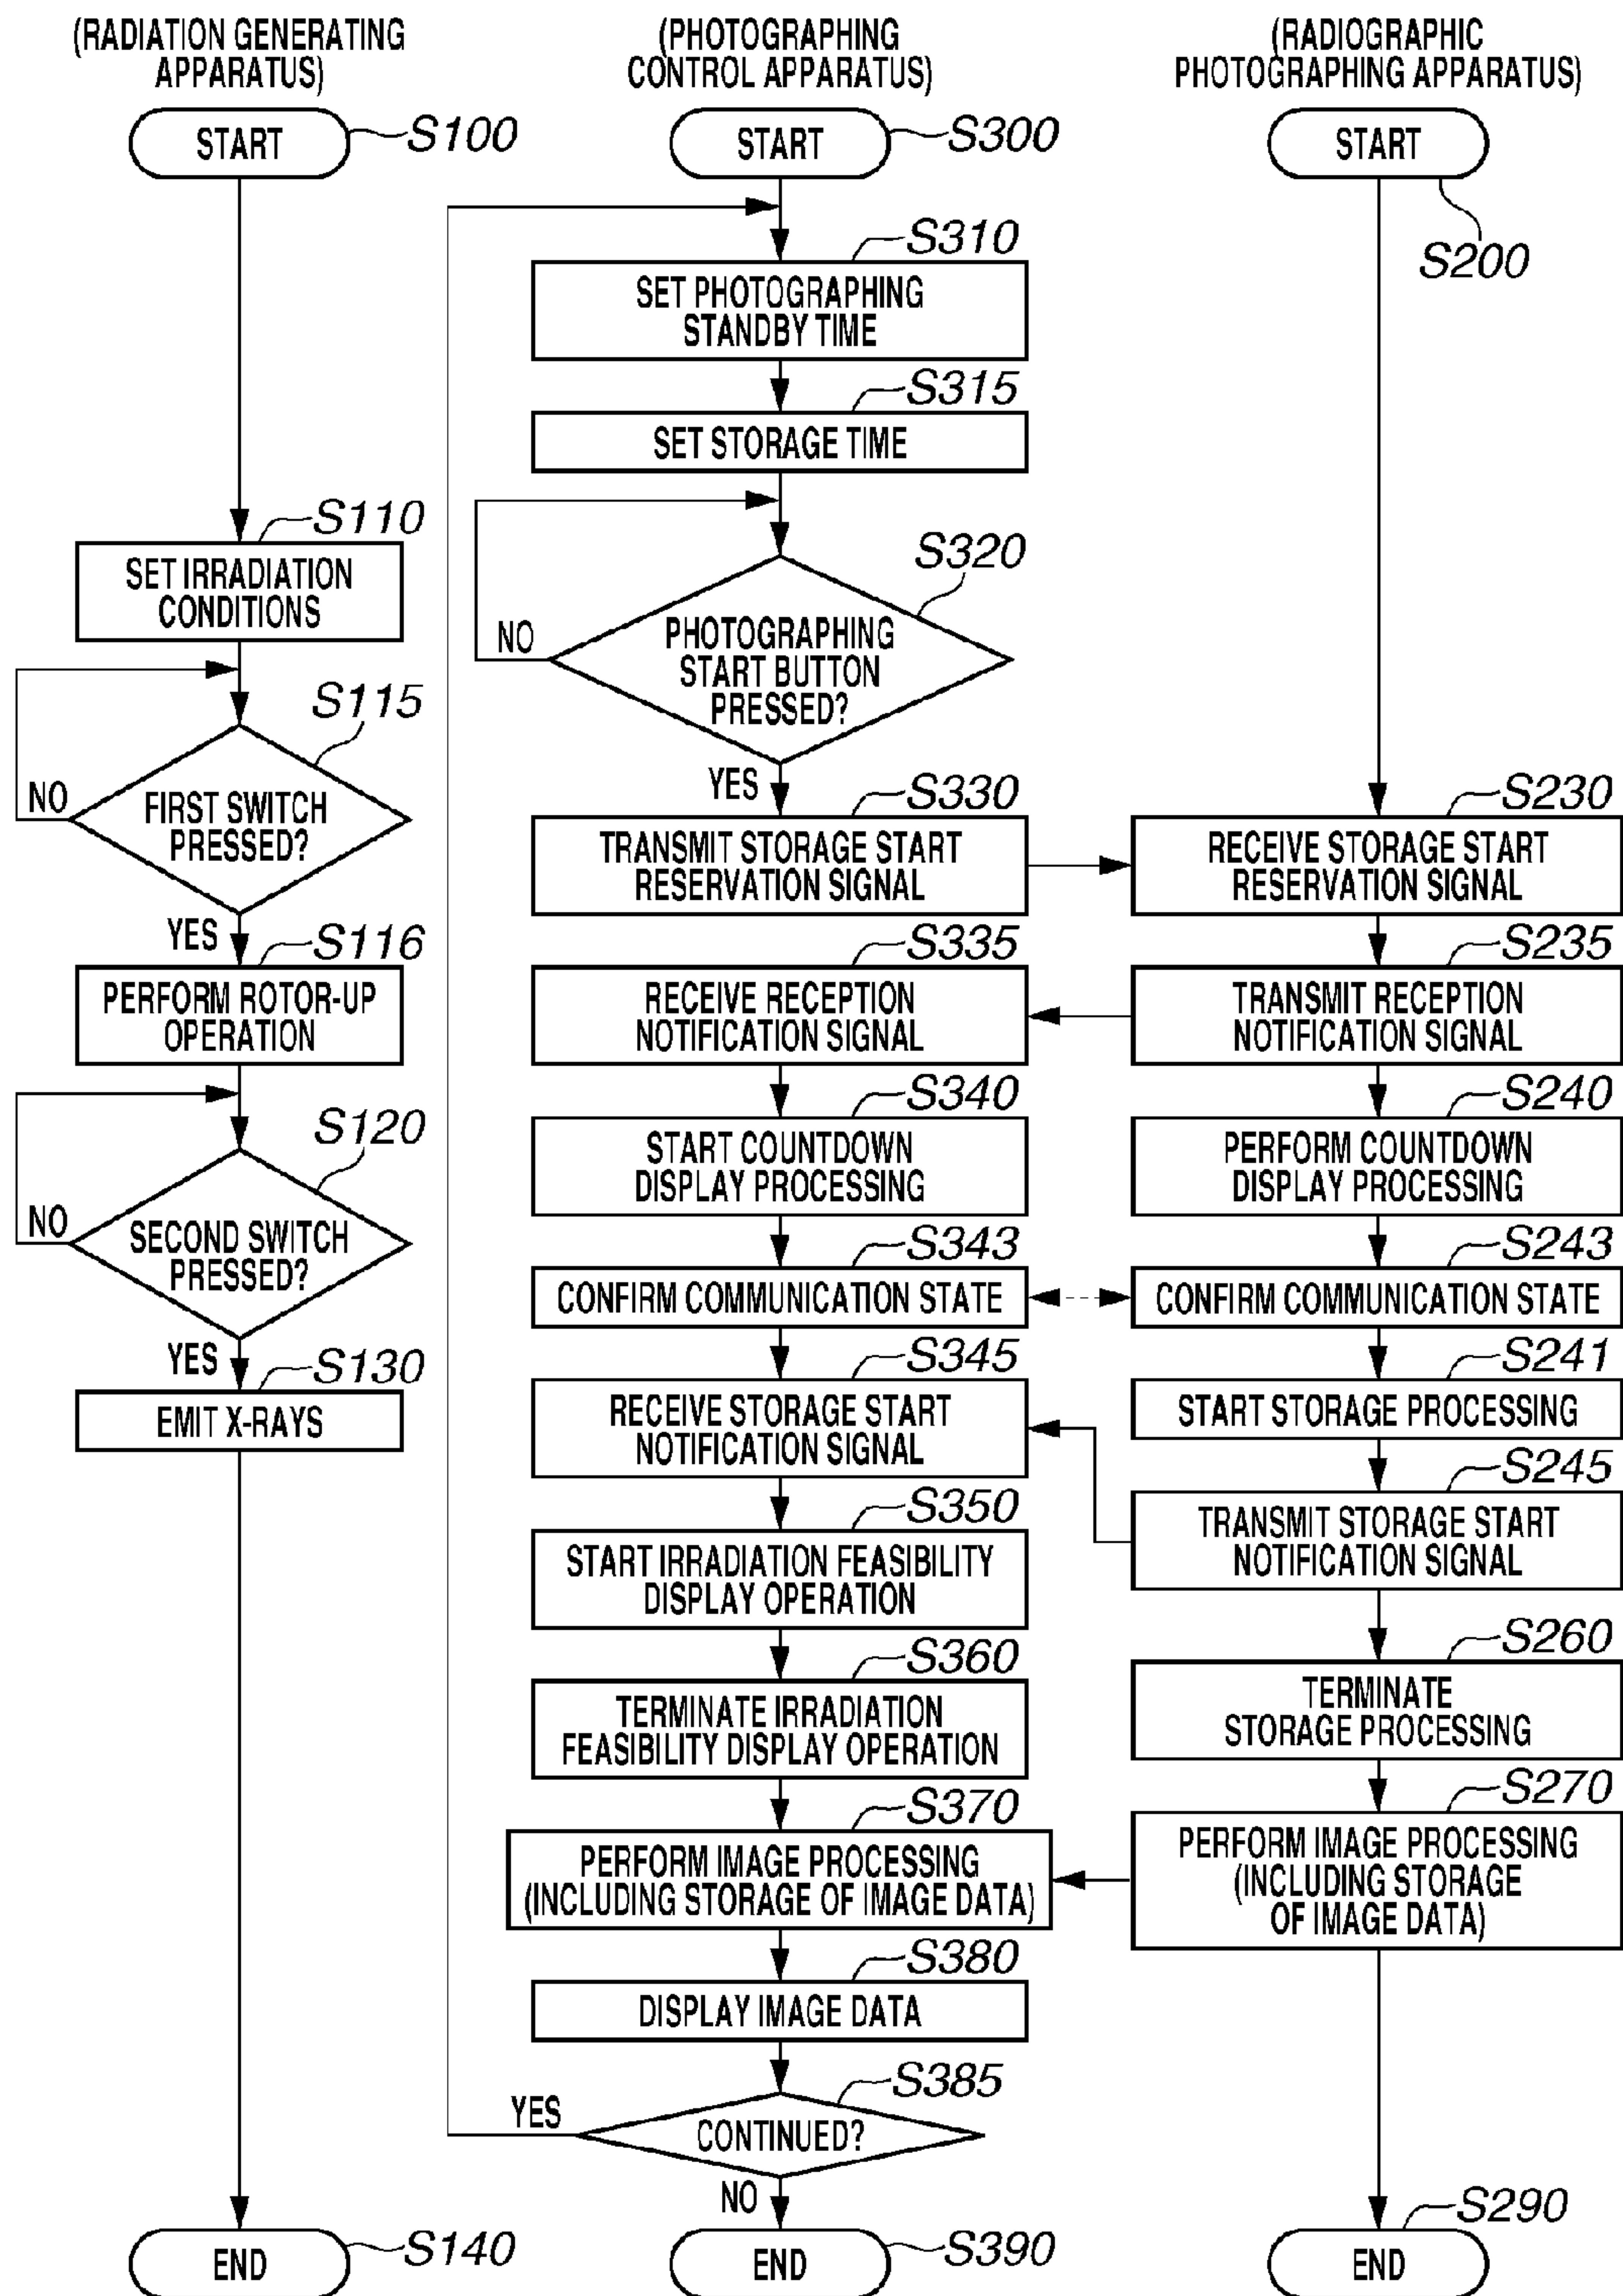 (RADIATION GENERATING
APPARATUS)
START
S100
S110
SET IRRADIATION
CONDITIONS
S115
NO
FIRST SWITCH
PRESSED?
YES
S116
PERFORM ROTOR-UP
OPERATION
S120
NO
SECOND SWITCH
PRESSED?
YES
S130
EMIT X-RAYS
END
S140
(PHOTOGRAPHING
CONTROL APPARATUS)
START
S300
S310
SET PHOTOGRAPHING
STANDBY TIME
S315
SET STORAGE TIME
S320
NO
PHOTOGRAPHING
START BUTTON
PRESSED?
YES
S330
TRANSMIT STORAGE START
RESERVATION SIGNAL
S335
RECEIVE RECEPTION
NOTIFICATION SIGNAL
S340
START COUNTDOWN
DISPLAY PROCESSING
S343
CONFIRM COMMUNICATION STATE
S345
RECEIVE STORAGE START
NOTIFICATION SIGNAL
S350
START IRRADIATION FEASIBILITY
DISPLAY OPERATION
S360
TERMINATE IRRADIATION
FEASIBILITY DISPLAY OPERATION
S370
PERFORM IMAGE PROCESSING
(INCLUDING STORAGE OF IMAGE DATA)
S380
DISPLAY IMAGE DATA
S385
YES
CONTINUED?
NO
END
S390
(RADIOGRAPHIC
PHOTOGRAPHING APPARATUS)
START
S200
S230
RECEIVE STORAGE START
RESERVATION SIGNAL
S235
TRANSMIT RECEPTION
NOTIFICATION SIGNAL
S240
PERFORM COUNTDOWN
DISPLAY PROCESSING
S243
CONFIRM COMMUNICATION STATE
S241
START STORAGE PROCESSING
S245
TRANSMIT STORAGE START
NOTIFICATION SIGNAL
S260
TERMINATE
STORAGE PROCESSING
S270
PERFORM IMAGE PROCESSING
(INCLUDING STORAGE
OF IMAGE DATA)
S290
END